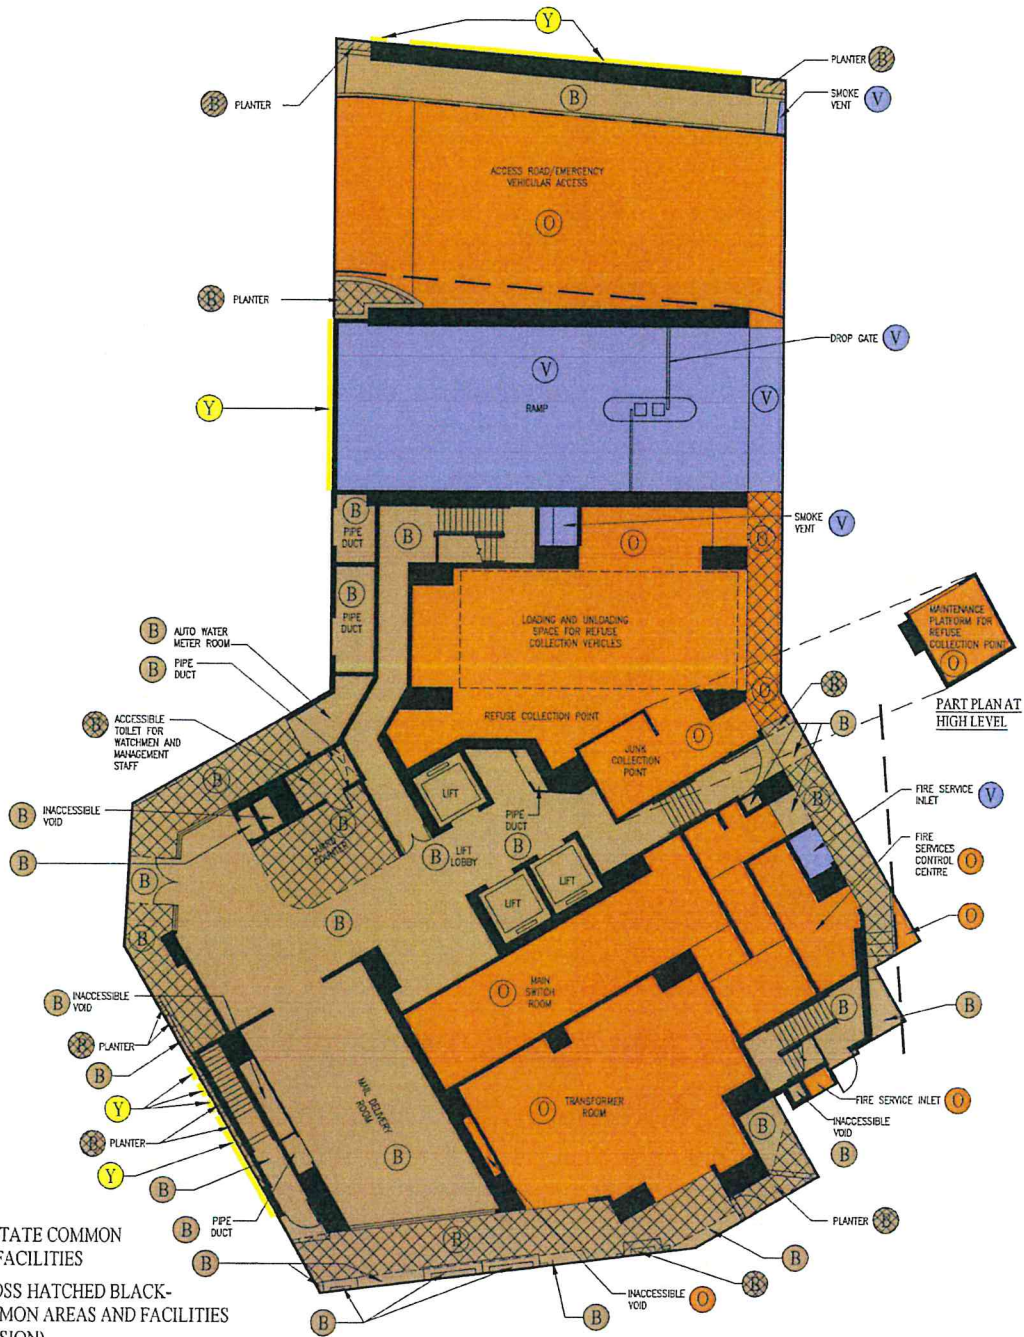 Y
PLANTER B
B PLANTER
B
SMOKE
VENT V
ACCESS ROAD/EMERGENCY
VEHICULAR ACCESS
O
B PLANTER
DROP GATE V
V
V
Y
RAMP
B
PIPE
DUCT
B
SMOKE
VENT V
O
O
B
PIPE
DUCT
LOADING AND UNLOADING
SPACE FOR REFUSE
COLLECTION VEHICLES
MAINTENANCE
PLATFORM FOR
REFUSE
COLLECTION POINT
O
PART PLAN AT
HIGH LEVEL
B AUTO WATER
METER ROOM
B PIPE
DUCT
O
B
B
REFUSE COLLECTION POINT
O
JUNK
COLLECTION
POINT
B ACCESSIBLE
TOILET FOR
WATCHMEN AND
MANAGEMENT
STAFF
B
LIFT
B
FIRE SERVICE
INLET V
B INACCESSIBLE
VOID
B
GUARD
COUNTER
PIPE
DUCT
B
B LIFT
LOBBY
FIRE
SERVICES
CONTROL
CENTRE O
B
B
LIFT
LIFT
B
O
B
B INACCESSIBLE
VOID
O MAIN
SWITCH
ROOM
B
B
B PLANTER
B
Y
MAIL DELIVERY
ROOM
O TRANSFORMER
ROOM
FIRE SERVICE INLET O
INACCESSIBLE
VOID
B
B PLANTER
B
B
Y
B
B PIPE
DUCT
PLANTER B
TATE COMMON
FACILITIES
B
B
B
OSS HATCHED BLACK-
MON AREAS AND FACILITIES
SION)
B
B
INACCESSIBLE
VOID O
B